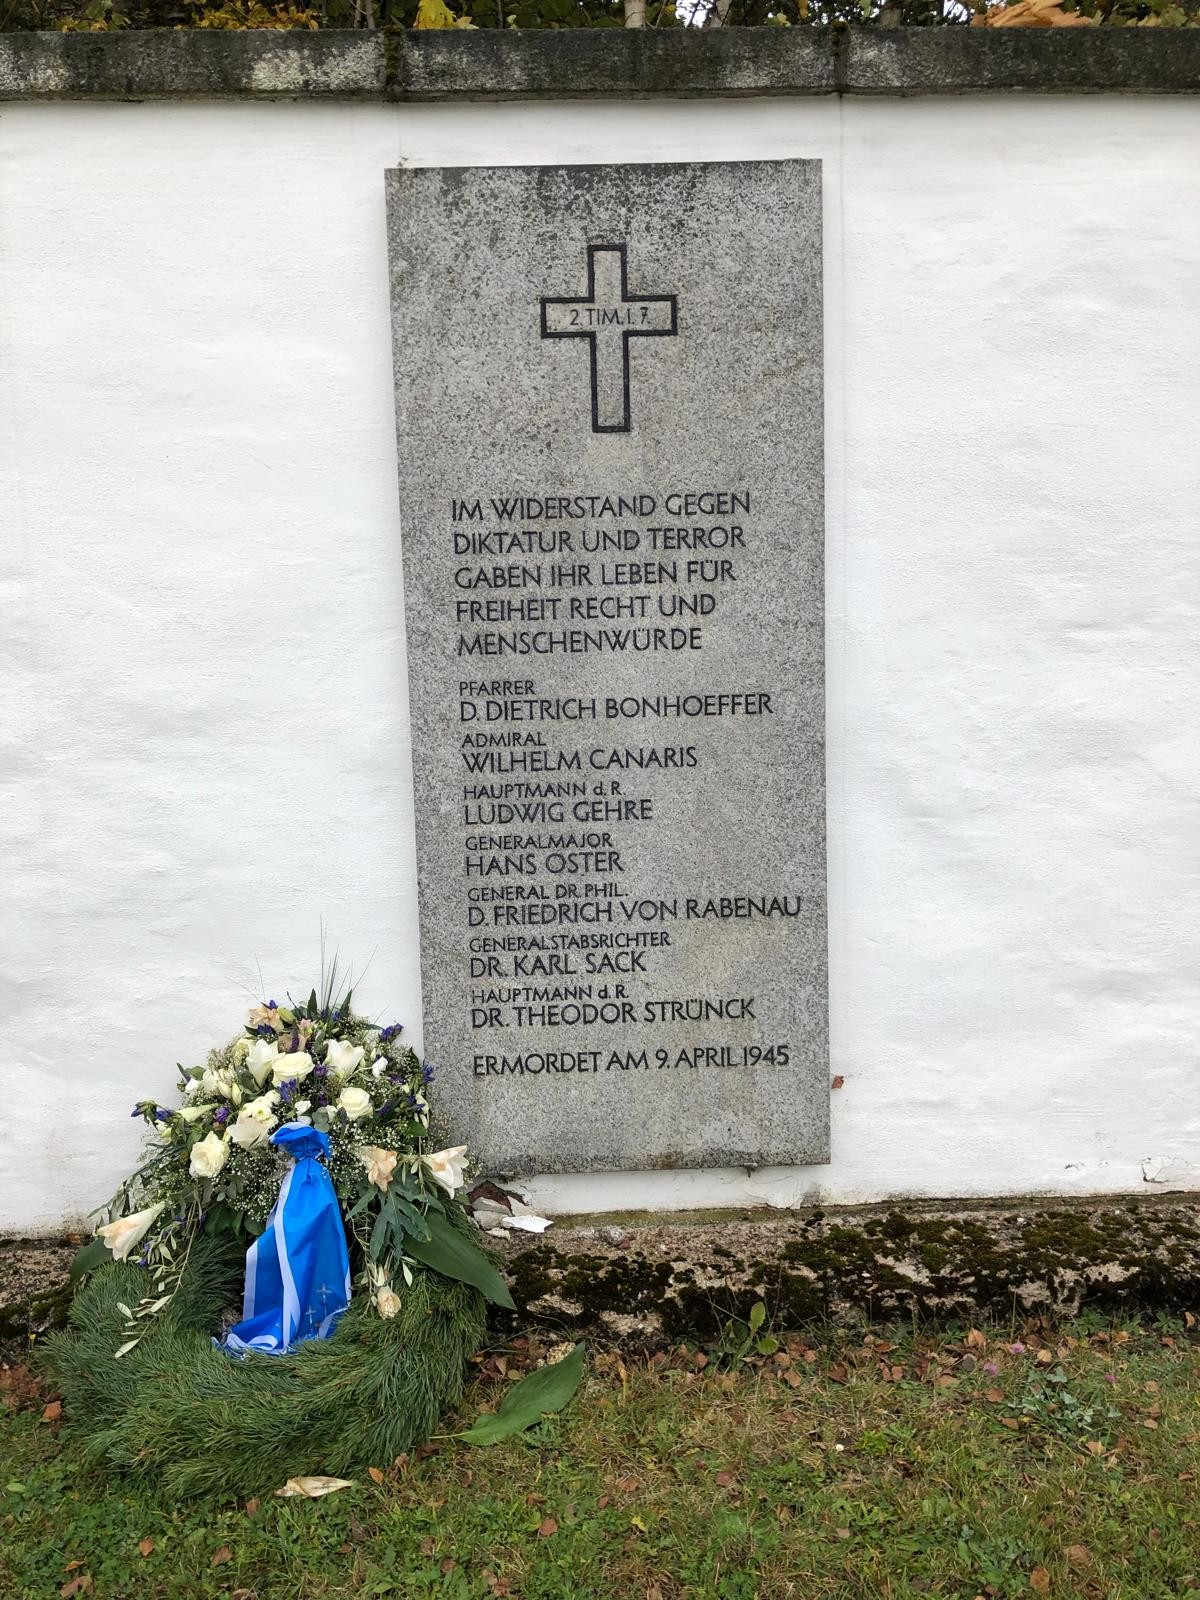 2. TIM. 1. 7.
IM WIDERSTAND GEGEN
DIKTATUR UND TERROR
GABEN IHR LEBEN FÜR
FREIHEIT RECHT UND
MENSCHENWÜRDE
PFARRER
D. DIETRICH BONHOEFFER
ADMIRAL
WILHELM CANARIS
HAUPTMANN d. R.
LUDWIG GEHRE
GENERALMAJOR
HANS OSTER
GENERAL DR. PHIL.
D. FRIEDRICH VON RABENAU
GENERALSTABSRICHTER
DR. KARL SACK
HAUPTMANN d. R.
DR. THEODOR STRÜNCK
ERMORDET AM 9. APRIL 1945